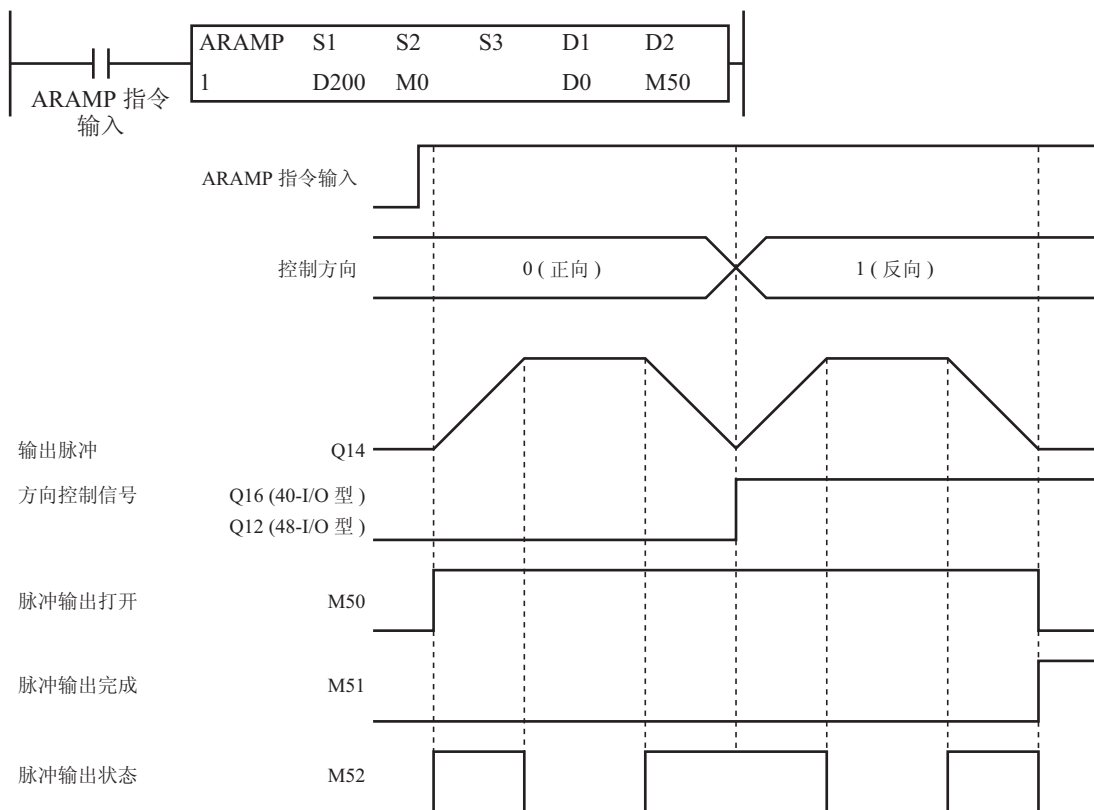 ARAMP S1 S2 S3 D1 D2
1 D200 M0 D0 M50
ARAMP 指令
输入
ARAMP 指令输入
控制方向 0 ( 正向 ) 1 ( 反向 )
输出脉冲 Q14
方向控制信号 Q16 (40-I/O 型 )
Q12 (48-I/O 型 )
脉冲输出打开 M50
脉冲输出完成 M51
脉冲输出状态 M52